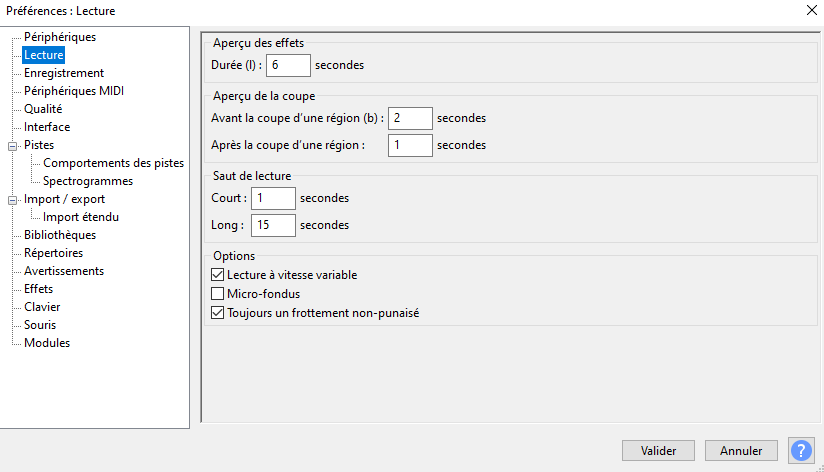 Préférences : Lecture
Périphériques
Lecture
Enregistrement
Périphériques MIDI
Qualité
Interface
Pistes
Comportements des pistes
Spectrogrammes
Import / export
Import étendu
Bibliothèques
Répertoires
Avertissements
Effets
Clavier
Souris
Modules
Aperçu des effets
Durée (l) : 6 secondes
Aperçu de la coupe
Avant la coupe d'une région (b) : 2 secondes
Après la coupe d'une région : 1 secondes
Saut de lecture
Court : 1 secondes
Long : 15 secondes
Options
Lecture à vitesse variable
Micro-fondus
Toujours un frottement non-punaisé
Valider Annuler ?